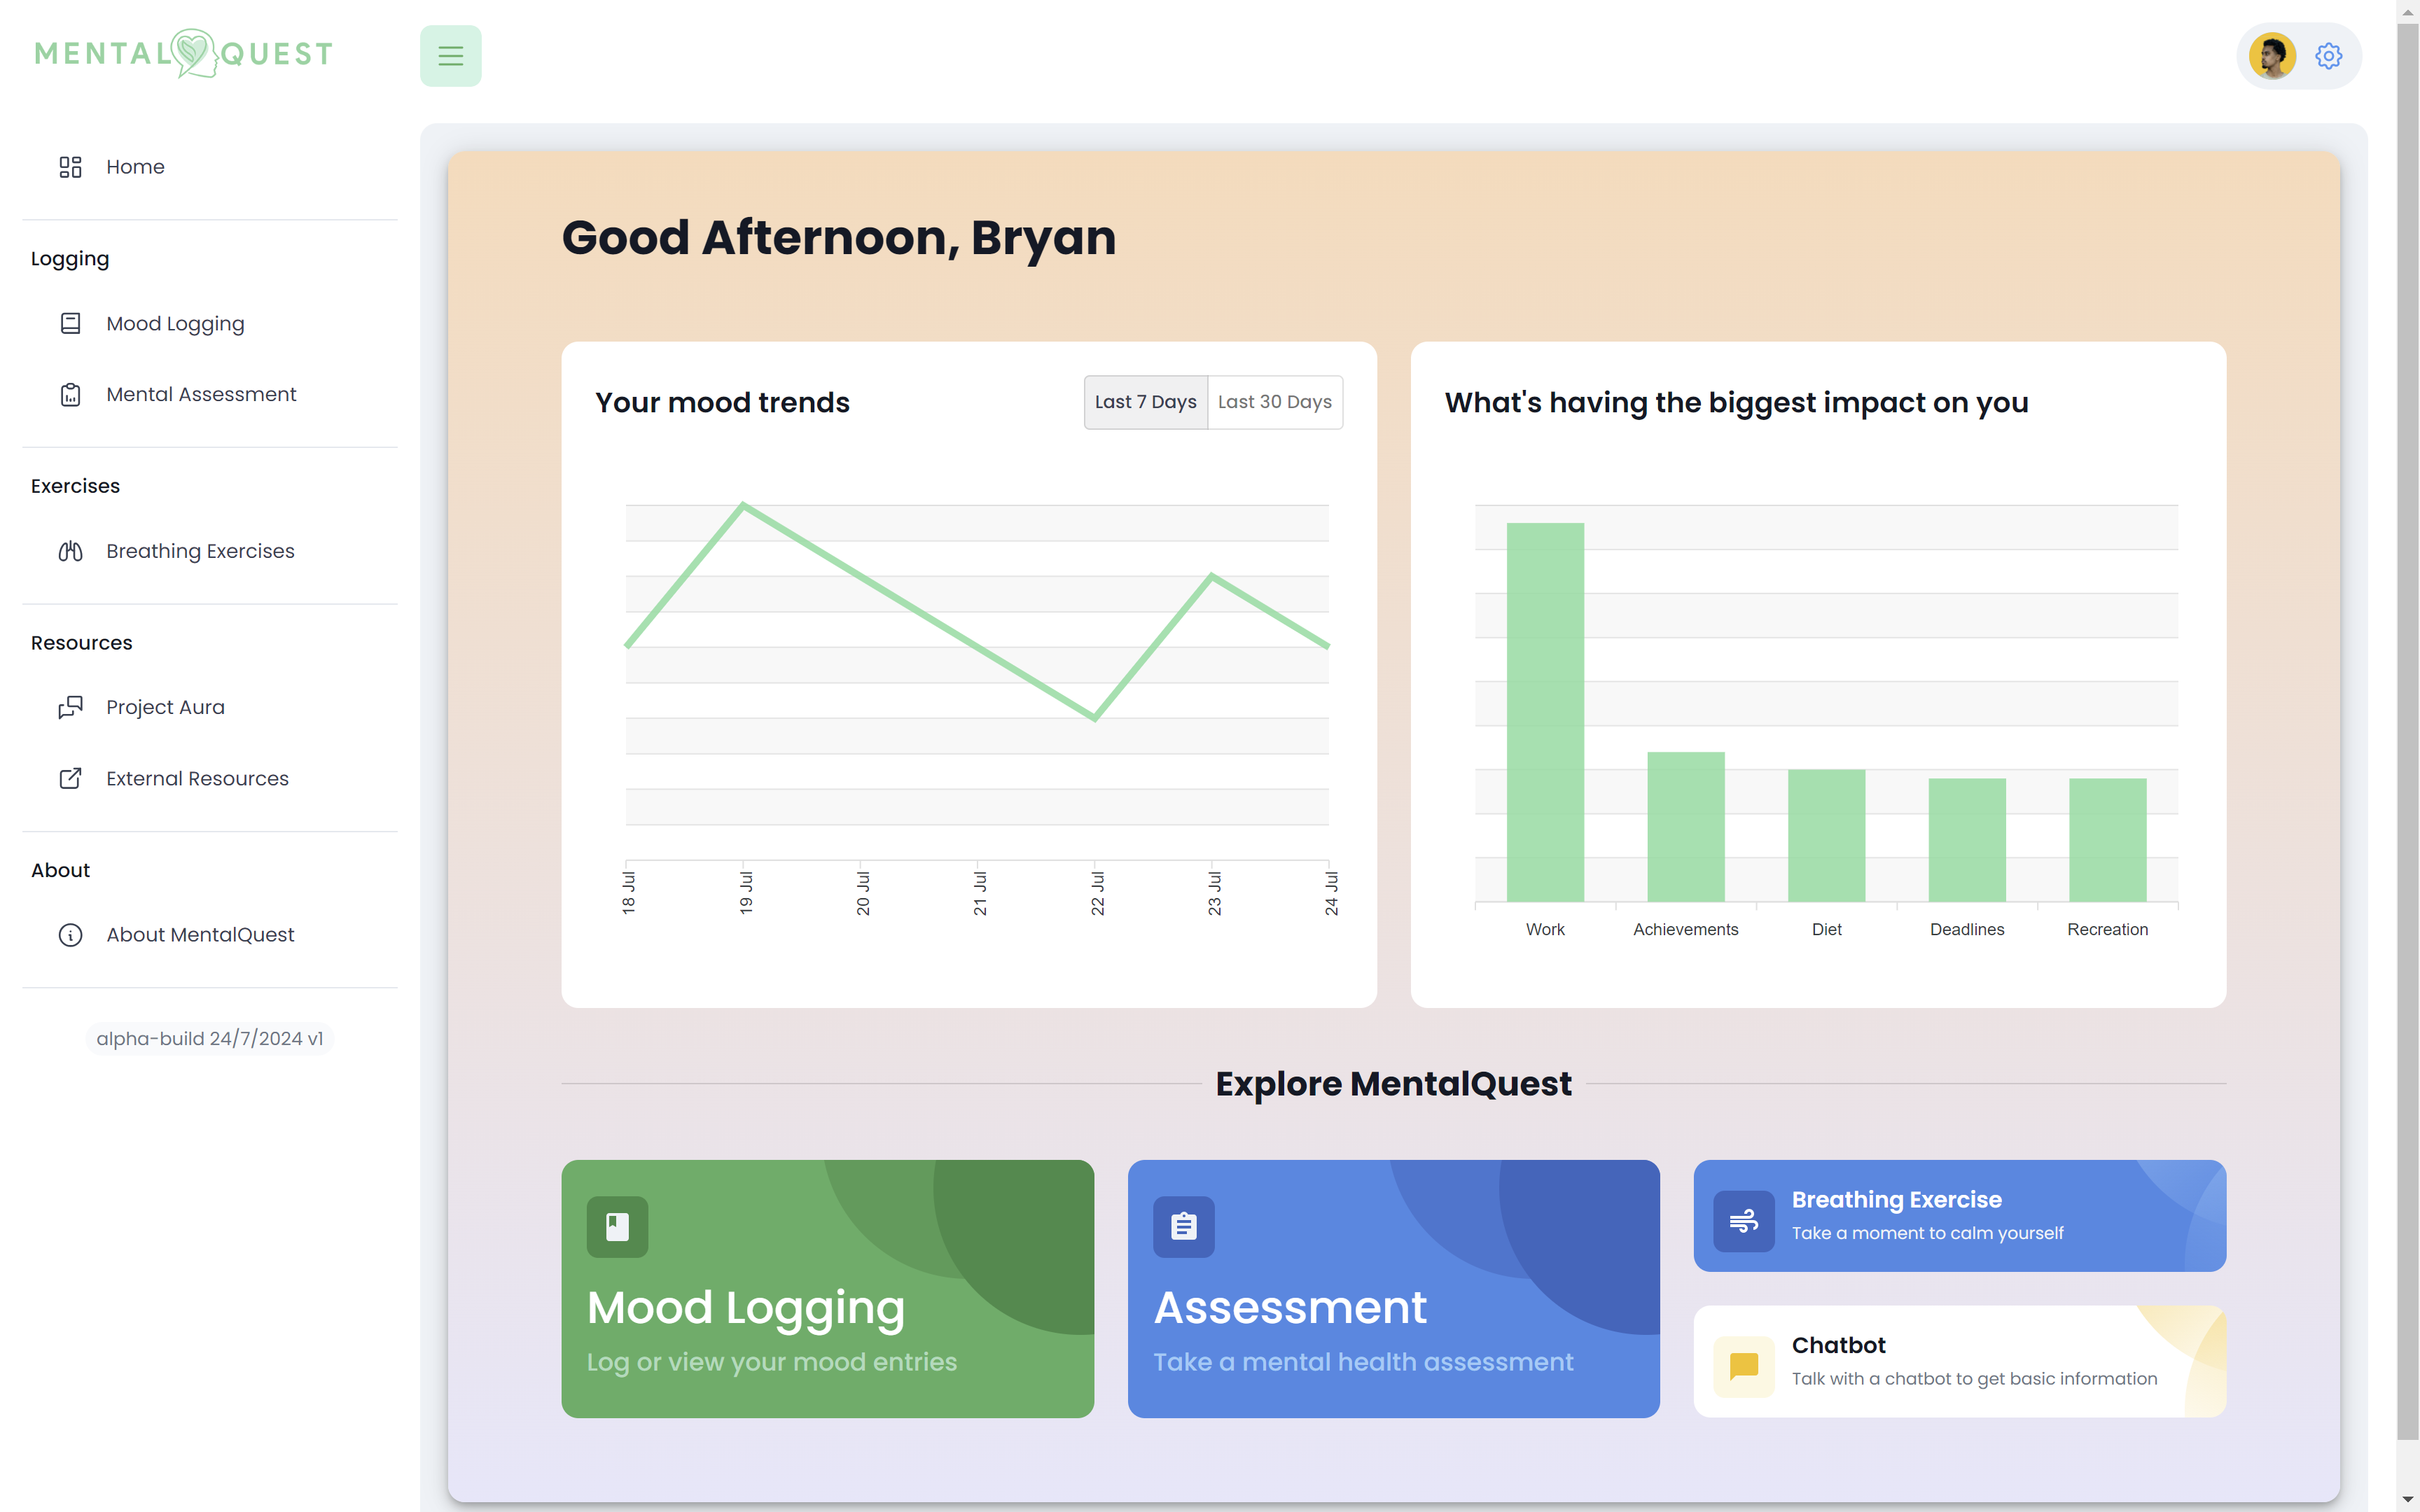 MENTAL QUEST
Home
Logging
Mood Logging
Mental Assessment
Exercises
Breathing Exercises
Resources
Project Aura
External Resources
About
About MentalQuest
alpha-build 24/7/2024 v1
Good Afternoon, Bryan
Your mood trends
Last 7 Days
Last 30 Days
18 Jul
19 Jul
20 Jul
21 Jul
22 Jul
23 Jul
24 Jul
What's having the biggest impact on you
Work
Achievements
Diet
Deadlines
Recreation
Explore MentalQuest
Mood Logging
Log or view your mood entries
Assessment
Take a mental health assessment
Breathing Exercise
Take a moment to calm yourself
Chatbot
Talk with a chatbot to get basic information